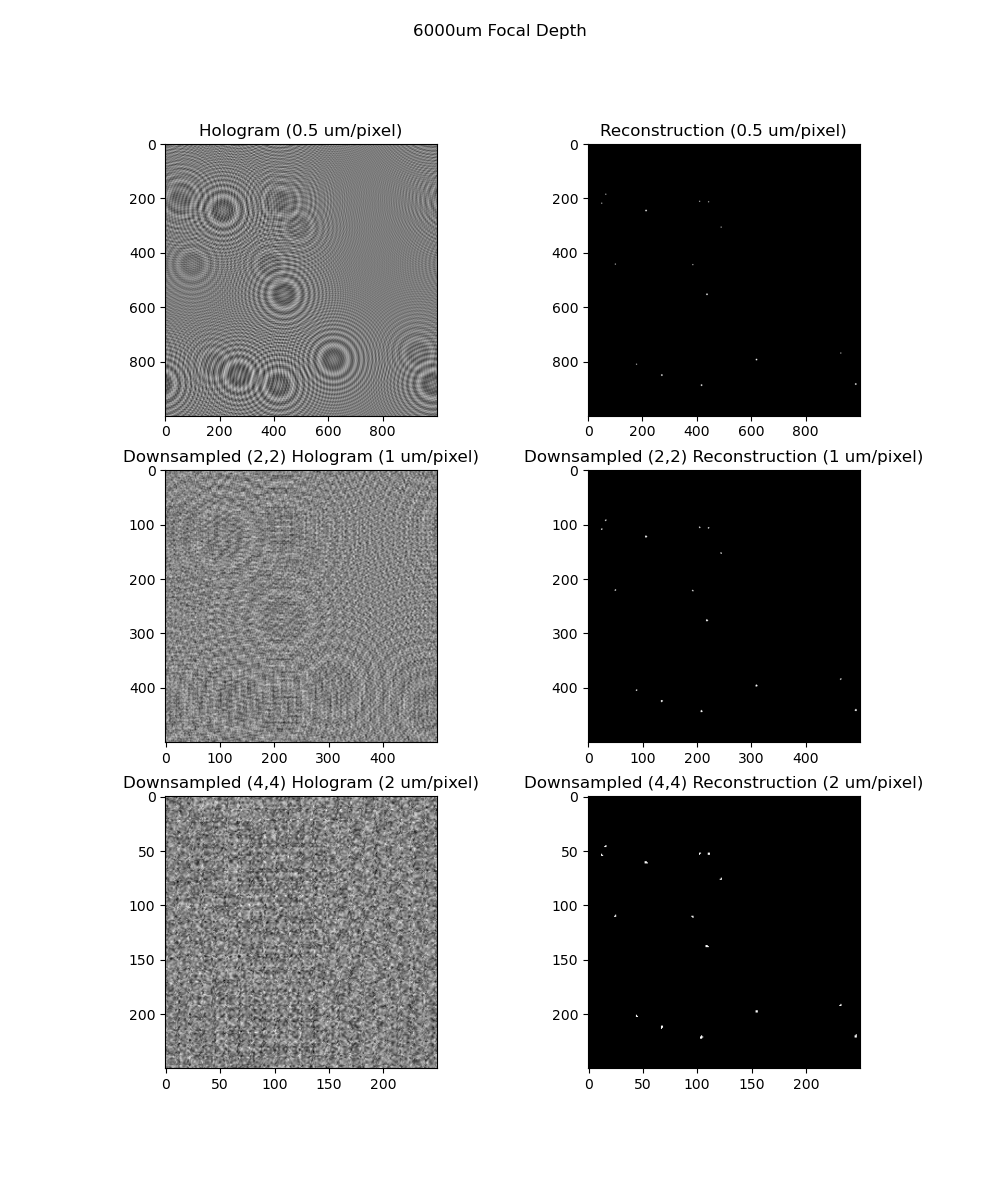 6000um Focal Depth
Hologram (0.5 um/pixel)
Reconstruction (0.5 um/pixel)
0
200
400
600
800
0 200 400 600 800
0
200
400
600
800
0 200 400 600 800
Downsampled (2,2) Hologram (1 um/pixel)
Downsampled (2,2) Reconstruction (1 um/pixel)
0
100
200
300
400
0 100 200 300 400
0
100
200
300
400
0 100 200 300 400
Downsampled (4,4) Hologram (2 um/pixel)
Downsampled (4,4) Reconstruction (2 um/pixel)
0
50
100
150
200
0 50 100 150 200
0
50
100
150
200
0 50 100 150 200